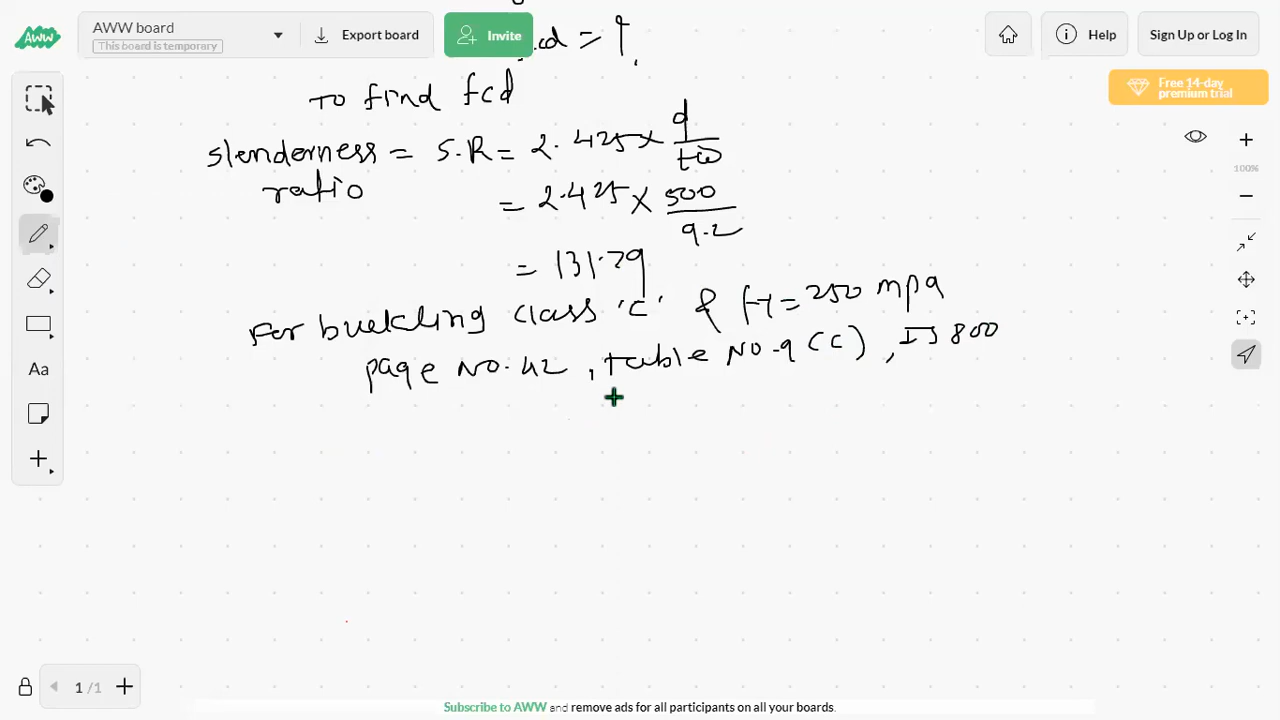 AWW board
This board is temporary
Export board
Invite
Help
Sign Up or Log In
Free 14-day
premium trial
cd = ?
To find fcd
slenderness ratio = S.R = 2.425 x d/tw
= 2.425 x 500/9.2
= 131.79
For buckling class 'c' & fy = 250 mpa
page No. 42, table No. 9 (C), IS 800
100%
Aa
1 / 1
Subscribe to AWW and remove ads for all participants on all your boards.